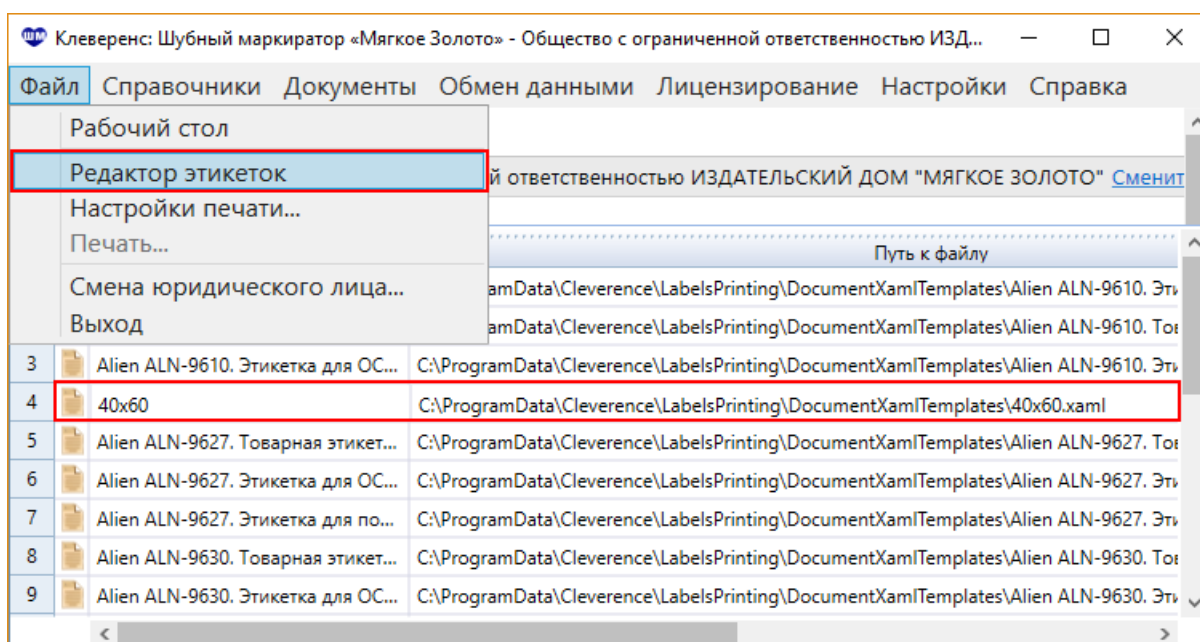 ШМ Клеверенс: Шубный маркиратор «Мягкое Золото» - Общество с ограниченной ответственностью ИЗД...
Файл Справочники Документы Обмен данными Лицензирование Настройки Справка
Рабочий стол
Редактор этикеток
й ответственностью ИЗДАТЕЛЬСКИЙ ДОМ "МЯГКОЕ ЗОЛОТО" Сменит
Настройки печати...
Печать...
Путь к файлу
Смена юридического лица...
amData\Cleverence\LabelsPrinting\DocumentXamlTemplates\Alien ALN-9610. Эти
Выход
amData\Cleverence\LabelsPrinting\DocumentXamlTemplates\Alien ALN-9610. Тов
3 Alien ALN-9610. Этикетка для ОС... C:\ProgramData\Cleverence\LabelsPrinting\DocumentXamlTemplates\Alien ALN-9610. Эти
4 40x60 C:\ProgramData\Cleverence\LabelsPrinting\DocumentXamlTemplates\40x60.xaml
5 Alien ALN-9627. Товарная этикет... C:\ProgramData\Cleverence\LabelsPrinting\DocumentXamlTemplates\Alien ALN-9627. Тов
6 Alien ALN-9627. Этикетка для ОС... C:\ProgramData\Cleverence\LabelsPrinting\DocumentXamlTemplates\Alien ALN-9627. Эти
7 Alien ALN-9627. Этикетка для по... C:\ProgramData\Cleverence\LabelsPrinting\DocumentXamlTemplates\Alien ALN-9627. Эти
8 Alien ALN-9630. Товарная этикет... C:\ProgramData\Cleverence\LabelsPrinting\DocumentXamlTemplates\Alien ALN-9630. Тов
9 Alien ALN-9630. Этикетка для ОС... C:\ProgramData\Cleverence\LabelsPrinting\DocumentXamlTemplates\Alien ALN-9630. Эти